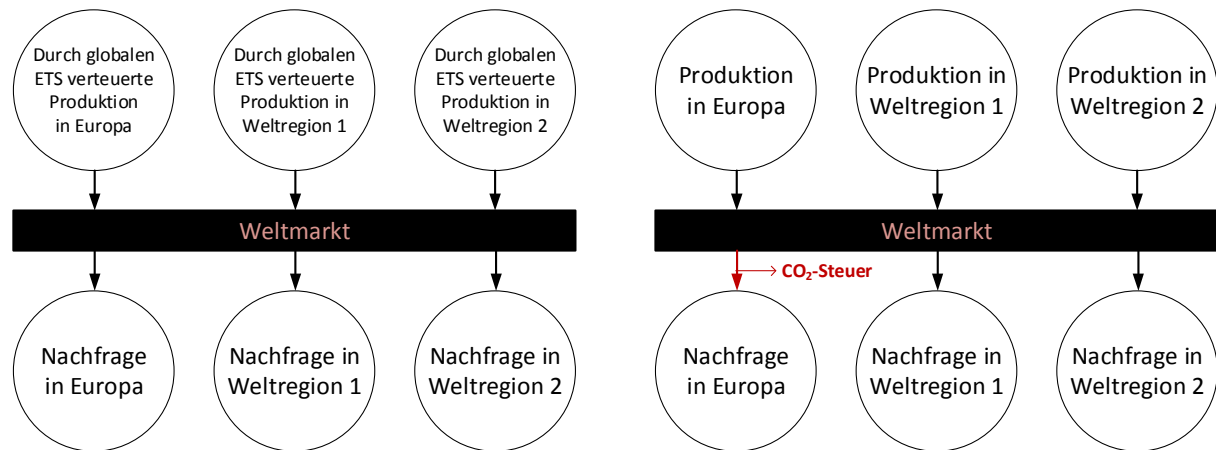 Durch globalen
ETS verteuerte
Produktion
in Europa
Durch globalen
ETS verteuerte
Produktion in
Weltregion 1
Durch globalen
ETS verteuerte
Produktion in
Weltregion 2
Weltmarkt
Nachfrage
in Europa
Nachfrage in
Weltregion 1
Nachfrage in
Weltregion 2
Produktion
in Europa
Produktion in
Weltregion 1
Produktion in
Weltregion 2
Weltmarkt
CO₂-Steuer
Nachfrage
in Europa
Nachfrage in
Weltregion 1
Nachfrage in
Weltregion 2